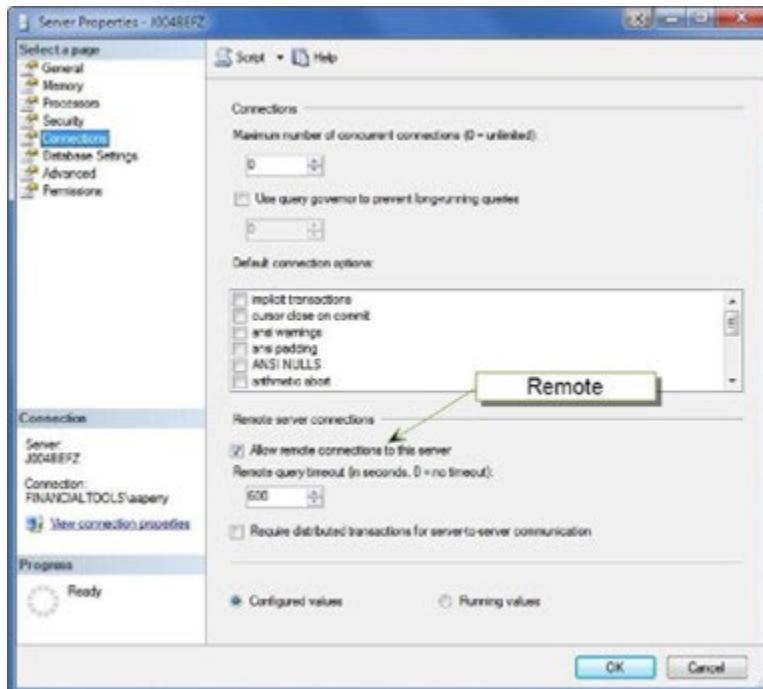 Server Properties - J004BEFZ
Select a page
General
Memory
Processors
Security
Connections
Database Settings
Advanced
Permissions
Script
Help
Connections
Maximum number of concurrent connections (0 = unlimited):
0
Use query governor to prevent long-running queries
0
Default connection options:
implicit transactions
cursor close on commit
ansi warnings
ansi padding
ANSI NULLS
arithmetic abort
Remote
Remote server connections
Allow remote connections to this server
Remote query timeout (in seconds, 0 = no timeout):
600
Require distributed transactions for server-to-server communication
Configured values
Running values
Connection
Server:
J004BEFZ
Connection:
FINANCIALTOOLS\aaperry
View connection properties
Progress
Ready
OK
Cancel